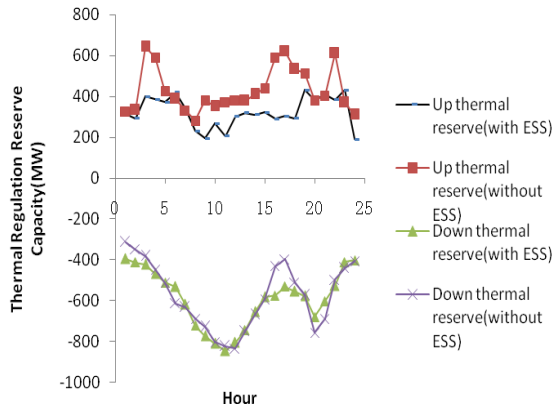 800
600
400
200
0
-200
-400
-600
-800
-1000
0 5 10 15 20 25
Thermal Regulation Reserve
Capacity(MW)
Hour
Up thermal
reserve(with ESS)
Up thermal
reserve(without
ESS)
Down thermal
reserve(with ESS)
Down thermal
reserve(without
ESS)